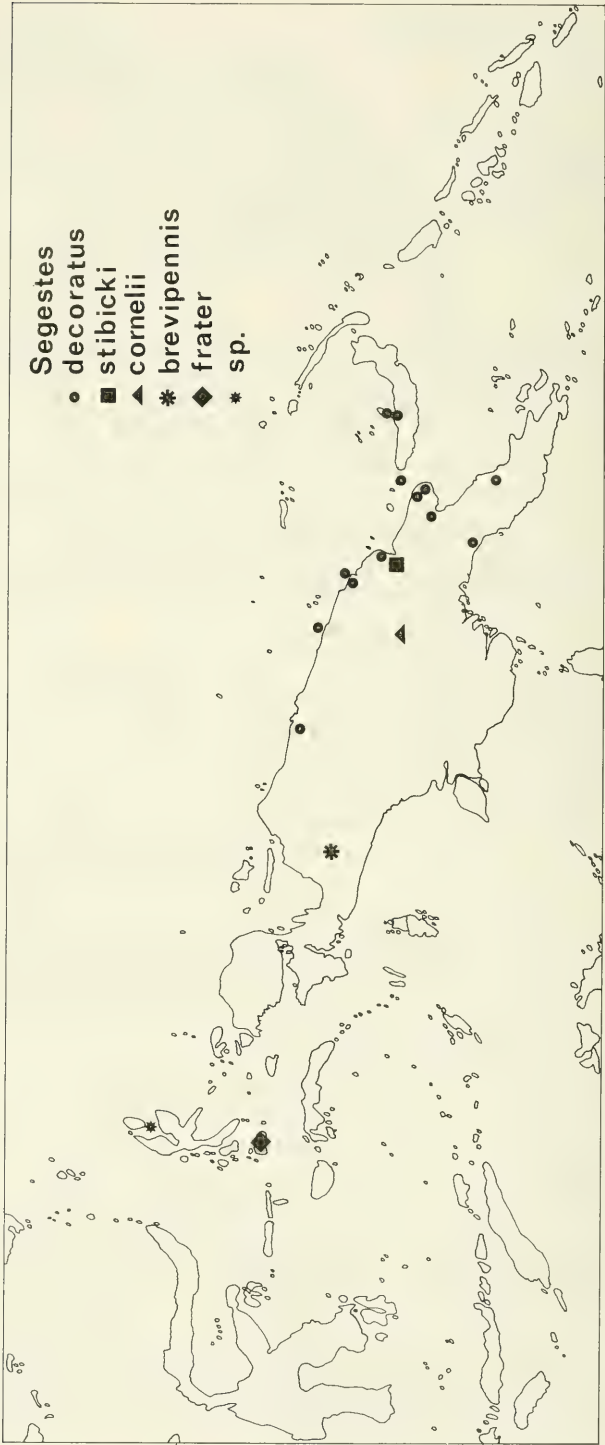 Segestes
decoratus
stibicki
cornelii
brevipennis
frater
sp.